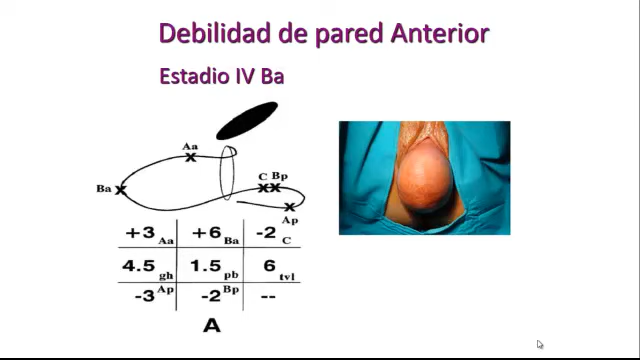 Debilidad de pared Anterior
Estadio IV Ba
Aa
Ba
C Bp
Ap
+3 Aa +6 Ba -2 C
4.5 gh 1.5 pb 6 tvl
-3 Ap -2 Bp --
A